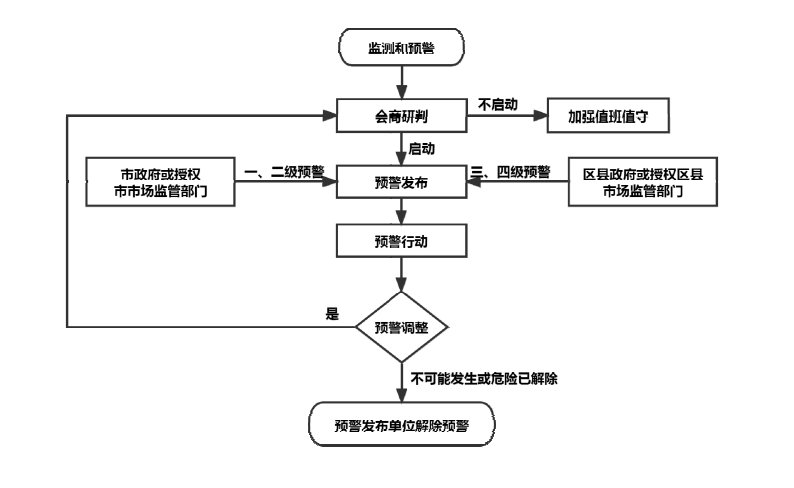 监测和预警
会商研判
不启动
加强值班值守
启动
市政府或授权
市市场监管部门
一、二级预警
预警发布
三、四级预警
区县政府或授权区县
市场监管部门
预警行动
是
预警调整
不可能发生或危险已解除
预警发布单位解除预警